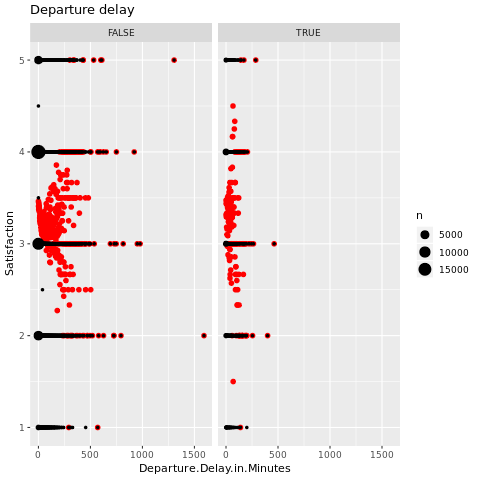 Departure delay
FALSE
TRUE
5
4
3
2
1
Satisfaction
0
500
1000
1500
0
500
1000
1500
Departure.Delay.in.Minutes
n
5000
10000
15000